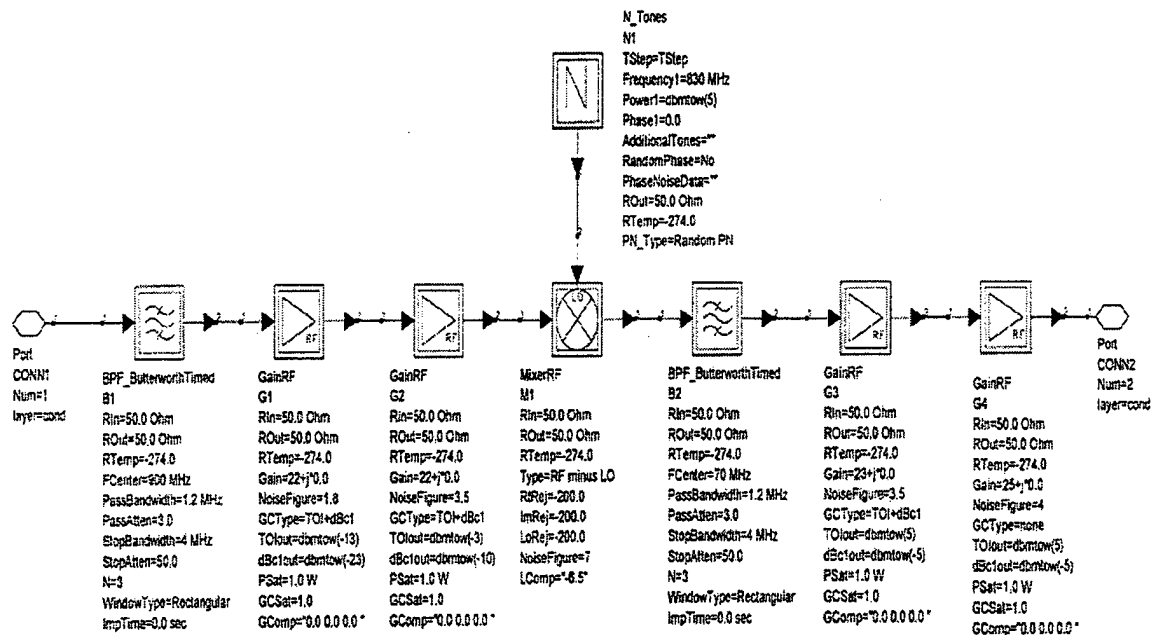 N_Tones
N1
TStep=TStep
Frequency1=830 MHz
Power1=dbmtow(5)
Phase1=0.0
AdditionalTones=""
RandomPhase=No
PhaseNoiseData=""
ROut=50.0 Ohm
RTemp=-274.0
PN_Type=Random PN
N
LO
RF
RF
RF
RF
Port
CONN1
Num=1
layer=cond
BPF_ButterworthTimed
B1
RIn=50.0 Ohm
ROut=50.0 Ohm
RTemp=-274.0
FCenter=900 MHz
PassBandwidth=1.2 MHz
PassAtten=3.0
StopBandwidth=4 MHz
StopAtten=50.0
N=3
WindowType=Rectangular
ImpTime=0.0 sec
GainRF
G1
RIn=50.0 Ohm
ROut=50.0 Ohm
RTemp=-274.0
Gain=22+j*0.0
NoiseFigure=1.8
GCType=TOI+dBc1
TOIout=dbmtow(-13)
dBc1out=dbmtow(-23)
PSat=1.0 W
GCSat=1.0
GComp="0.0 0.0 0.0 "
GainRF
G2
RIn=50.0 Ohm
ROut=50.0 Ohm
RTemp=-274.0
Gain=22+j*0.0
NoiseFigure=3.5
GCType=TOI+dBc1
TOIout=dbmtow(-3)
dBc1out=dbmtow(-10)
PSat=1.0 W
GCSat=1.0
GComp="0.0 0.0 0.0 "
MixerRF
M1
RIn=50.0 Ohm
ROut=50.0 Ohm
RTemp=-274.0
Type=RF minus LO
RfRej=-200.0
ImRej=-200.0
LoRej=-200.0
NoiseFigure=7
LComp="-6.5"
BPF_ButterworthTimed
B2
RIn=50.0 Ohm
ROut=50.0 Ohm
RTemp=-274.0
FCenter=70 MHz
PassBandwidth=1.2 MHz
PassAtten=3.0
StopBandwidth=4 MHz
StopAtten=50.0
N=3
WindowType=Rectangular
ImpTime=0.0 sec
GainRF
G3
RIn=50.0 Ohm
ROut=50.0 Ohm
RTemp=-274.0
Gain=23+j*0.0
NoiseFigure=3.5
GCType=TOI+dBc1
TOIout=dbmtow(5)
dBc1out=dbmtow(-5)
PSat=1.0 W
GCSat=1.0
GComp="0.0 0.0 0.0 "
GainRF
G4
RIn=50.0 Ohm
ROut=50.0 Ohm
RTemp=-274.0
Gain=25+j*0.0
NoiseFigure=4
GCType=none
TOIout=dbmtow(5)
dBc1out=dbmtow(-5)
PSat=1.0 W
GCSat=1.0
GComp="0.0 0.0 0.0 "
Port
CONN2
Num=2
layer=cond